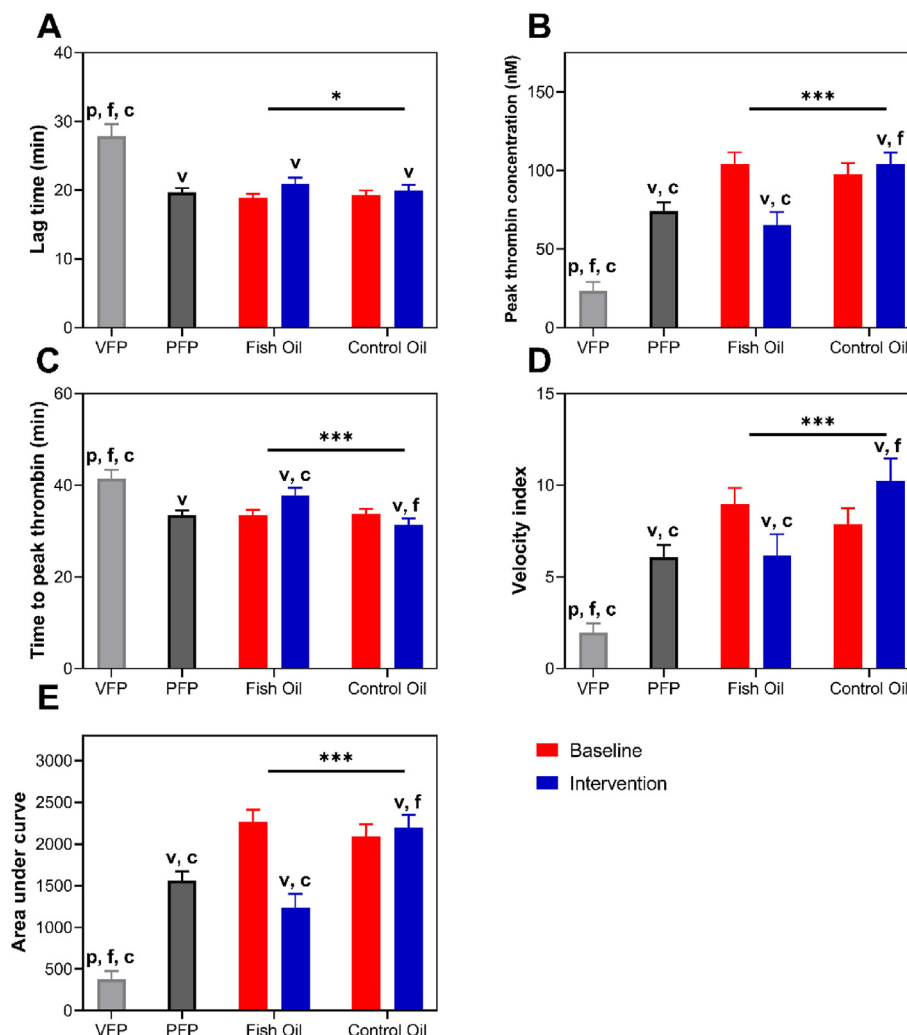 A
Lag time (min)
40
30
20
10
0
p, f, c
v
v
v
*
VFP
PFP
Fish Oil
Control Oil
B
Peak thrombin concentration (nM)
150
100
50
0
p, f, c
v, c
v, c
v, f
***
VFP
PFP
Fish Oil
Control Oil
C
Time to peak thrombin (min)
60
40
20
0
p, f, c
v
v, c
v, f
***
VFP
PFP
Fish Oil
Control Oil
D
Velocity index
15
10
5
0
p, f, c
v, c
v, c
v, f
***
VFP
PFP
Fish Oil
Control Oil
E
Area under curve
3000
2500
2000
1500
1000
500
0
p, f, c
v, c
v, c
v, f
***
VFP
PFP
Fish Oil
Control Oil
Baseline
Intervention